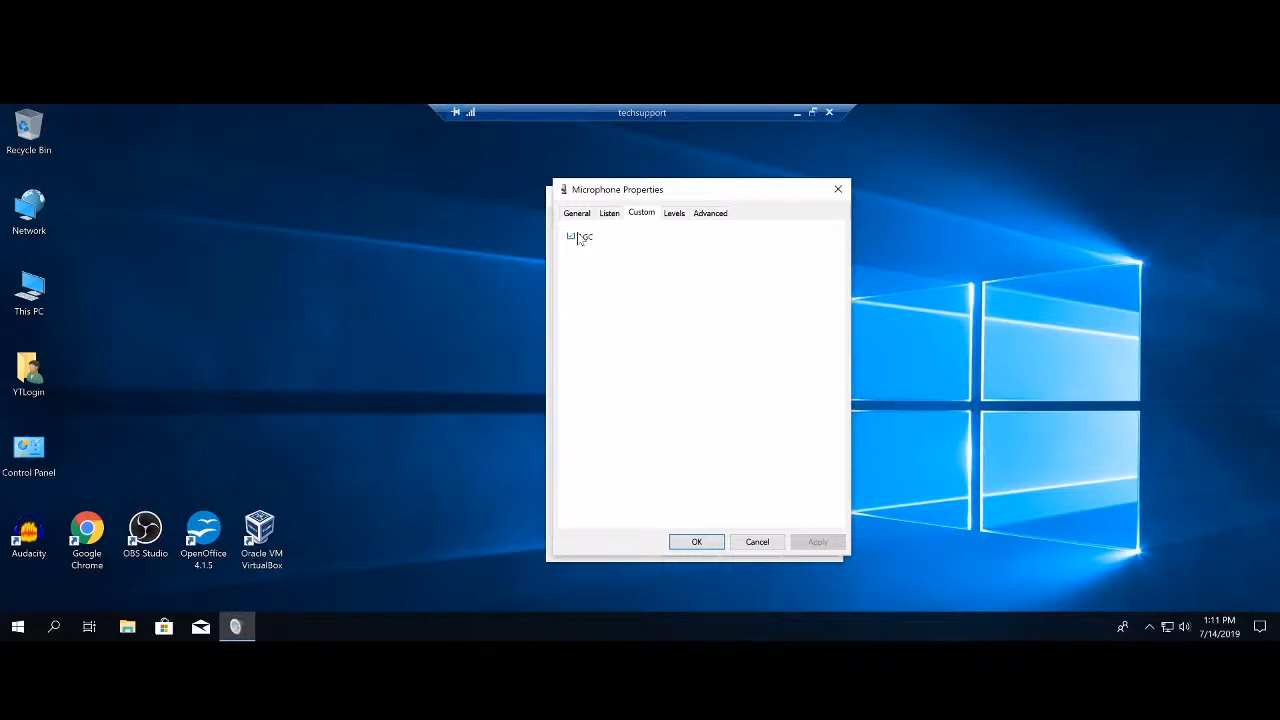 techsupport
Recycle Bin
Network
This PC
YTLogin
Control Panel
Audacity
Google
Chrome
OBS Studio
OpenOffice
4.1.5
Oracle VM
VirtualBox
Microphone Properties
General Listen Custom Levels Advanced
OK Cancel Apply
1:11 PM
7/14/2019